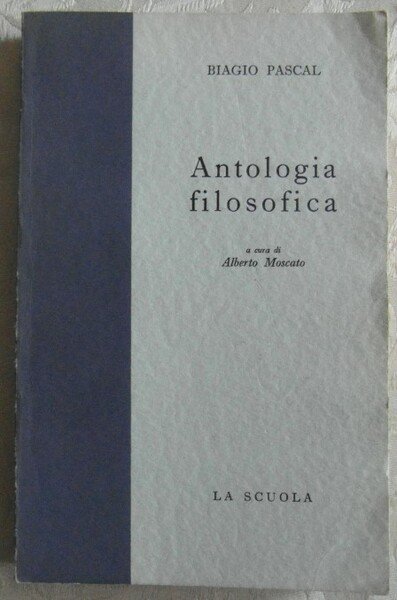 BIAGIO PASCAL
Antologia
filosofica
a cura di
Alberto Moscato
LA SCUOLA